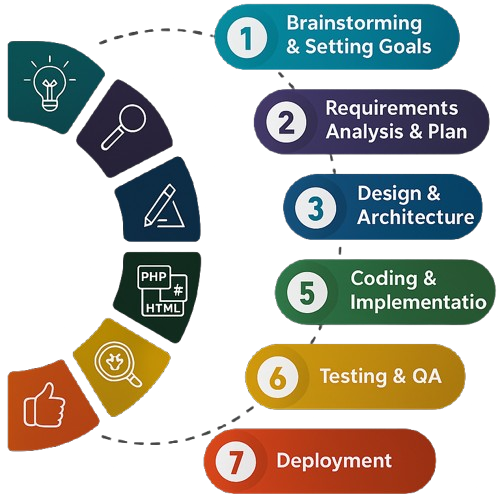 1
Brainstorming
& Setting Goals
2
Requirements
Analysis & Plan
3
Design &
Architecture
PHP
#
HTML
5
Coding &
Implementatio
6
Testing & QA
7
Deployment